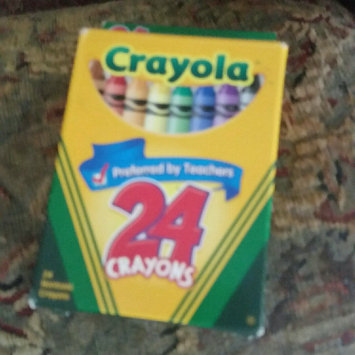 Crayola
Preferred by Teachers
24
CRAYONS